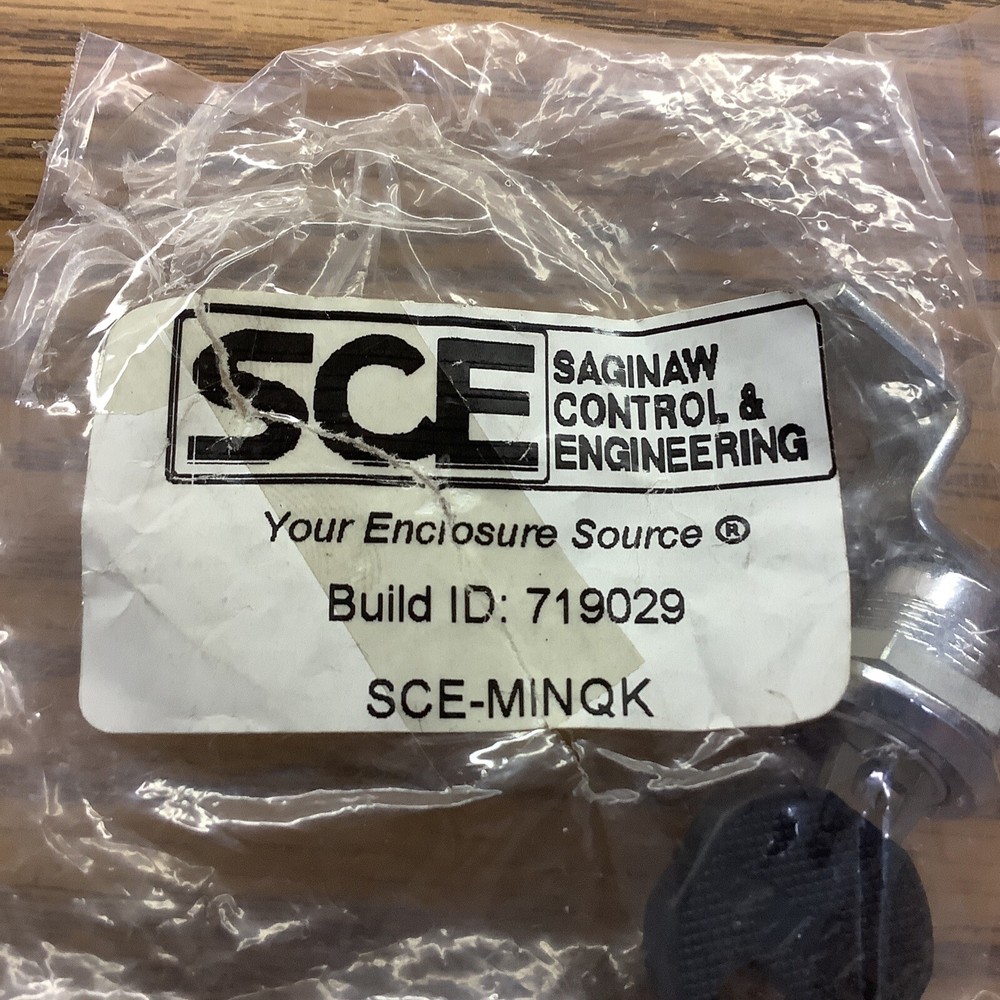 SCE
SAGINAW
CONTROL &
ENGINEERING
Your Enclosure Source ®
Build ID: 719029
SCE-MINQK